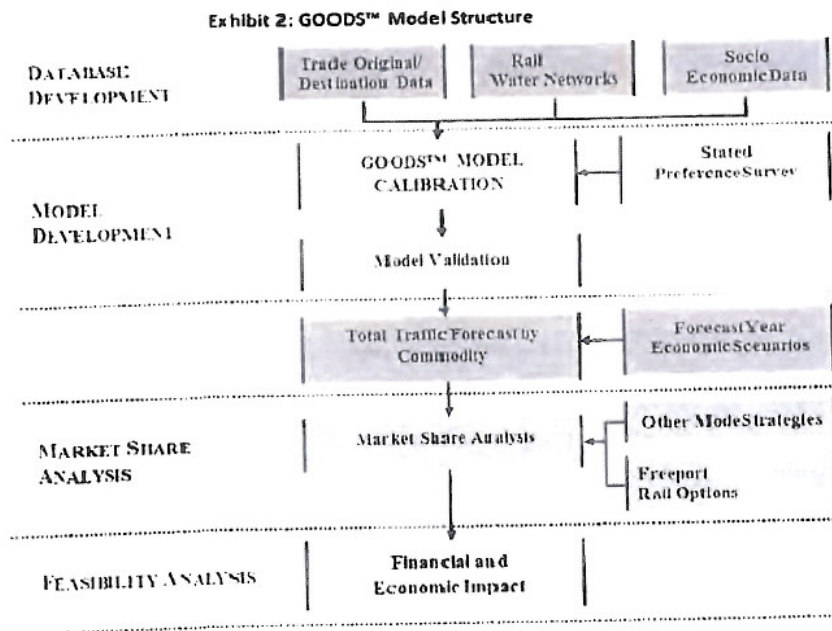 Exhibit 2: GOODS™ Model Structure
DATABASE
DEVELOPMENT
Trade Original/
Destination Data
Rail
Water Networks
Socio
Economic Data
GOODS™ MODEL
CALIBRATION
Stated
Preference Survey
MODEL
DEVELOPMENT
Model Validation
Total Traffic Forecast by
Commodity
Forecast Year
Economic Scenarios
MARKET SHARE
ANALYSIS
Market Share Analysis
Other Mode Strategies
Freeport
Rail Options
FEASIBILITY ANALYSIS
Financial and
Economic Impact